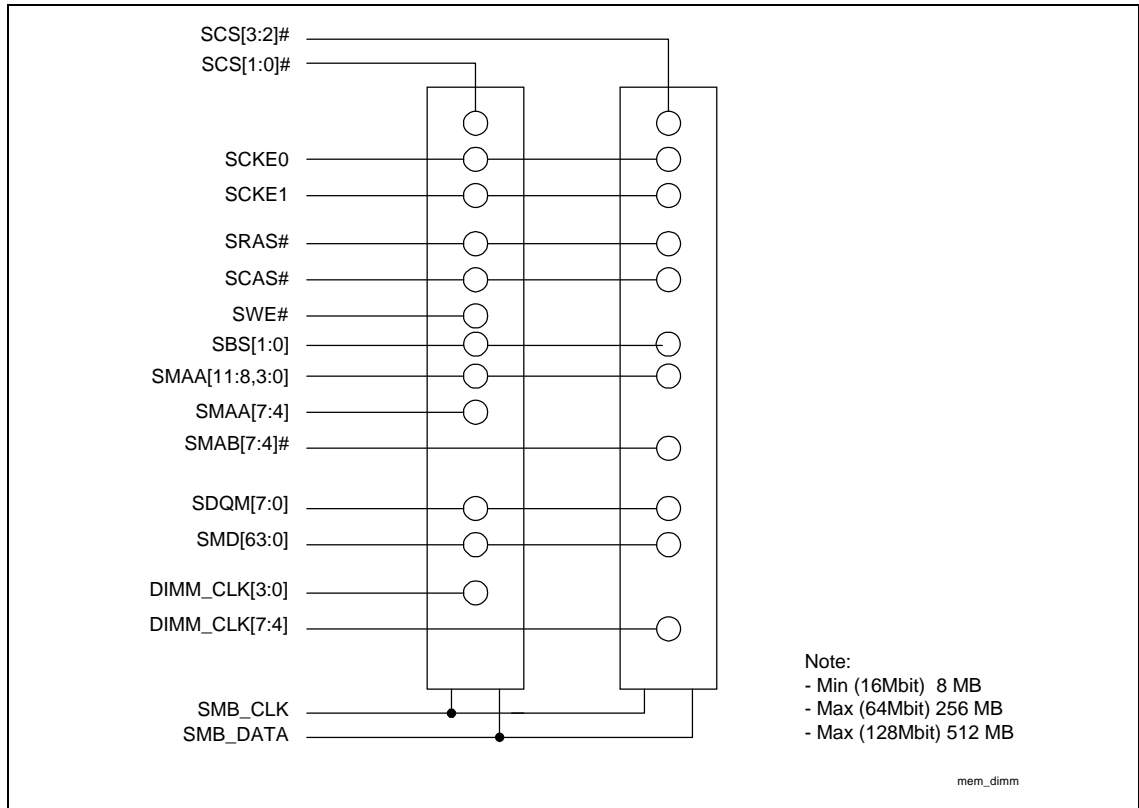 SCS[3:2]#
SCS[1:0]#
SCKE0
SCKE1
SRAS#
SCAS#
SWE#
SBS[1:0]
SMAA[11:8,3:0]
SMAA[7:4]
SMAB[7:4]#
SDQM[7:0]
SMD[63:0]
DIMM_CLK[3:0]
DIMM_CLK[7:4]
SMB_CLK
SMB_DATA
Note:
- Min (16Mbit) 8 MB
- Max (64Mbit) 256 MB
- Max (128Mbit) 512 MB
mem_dimm